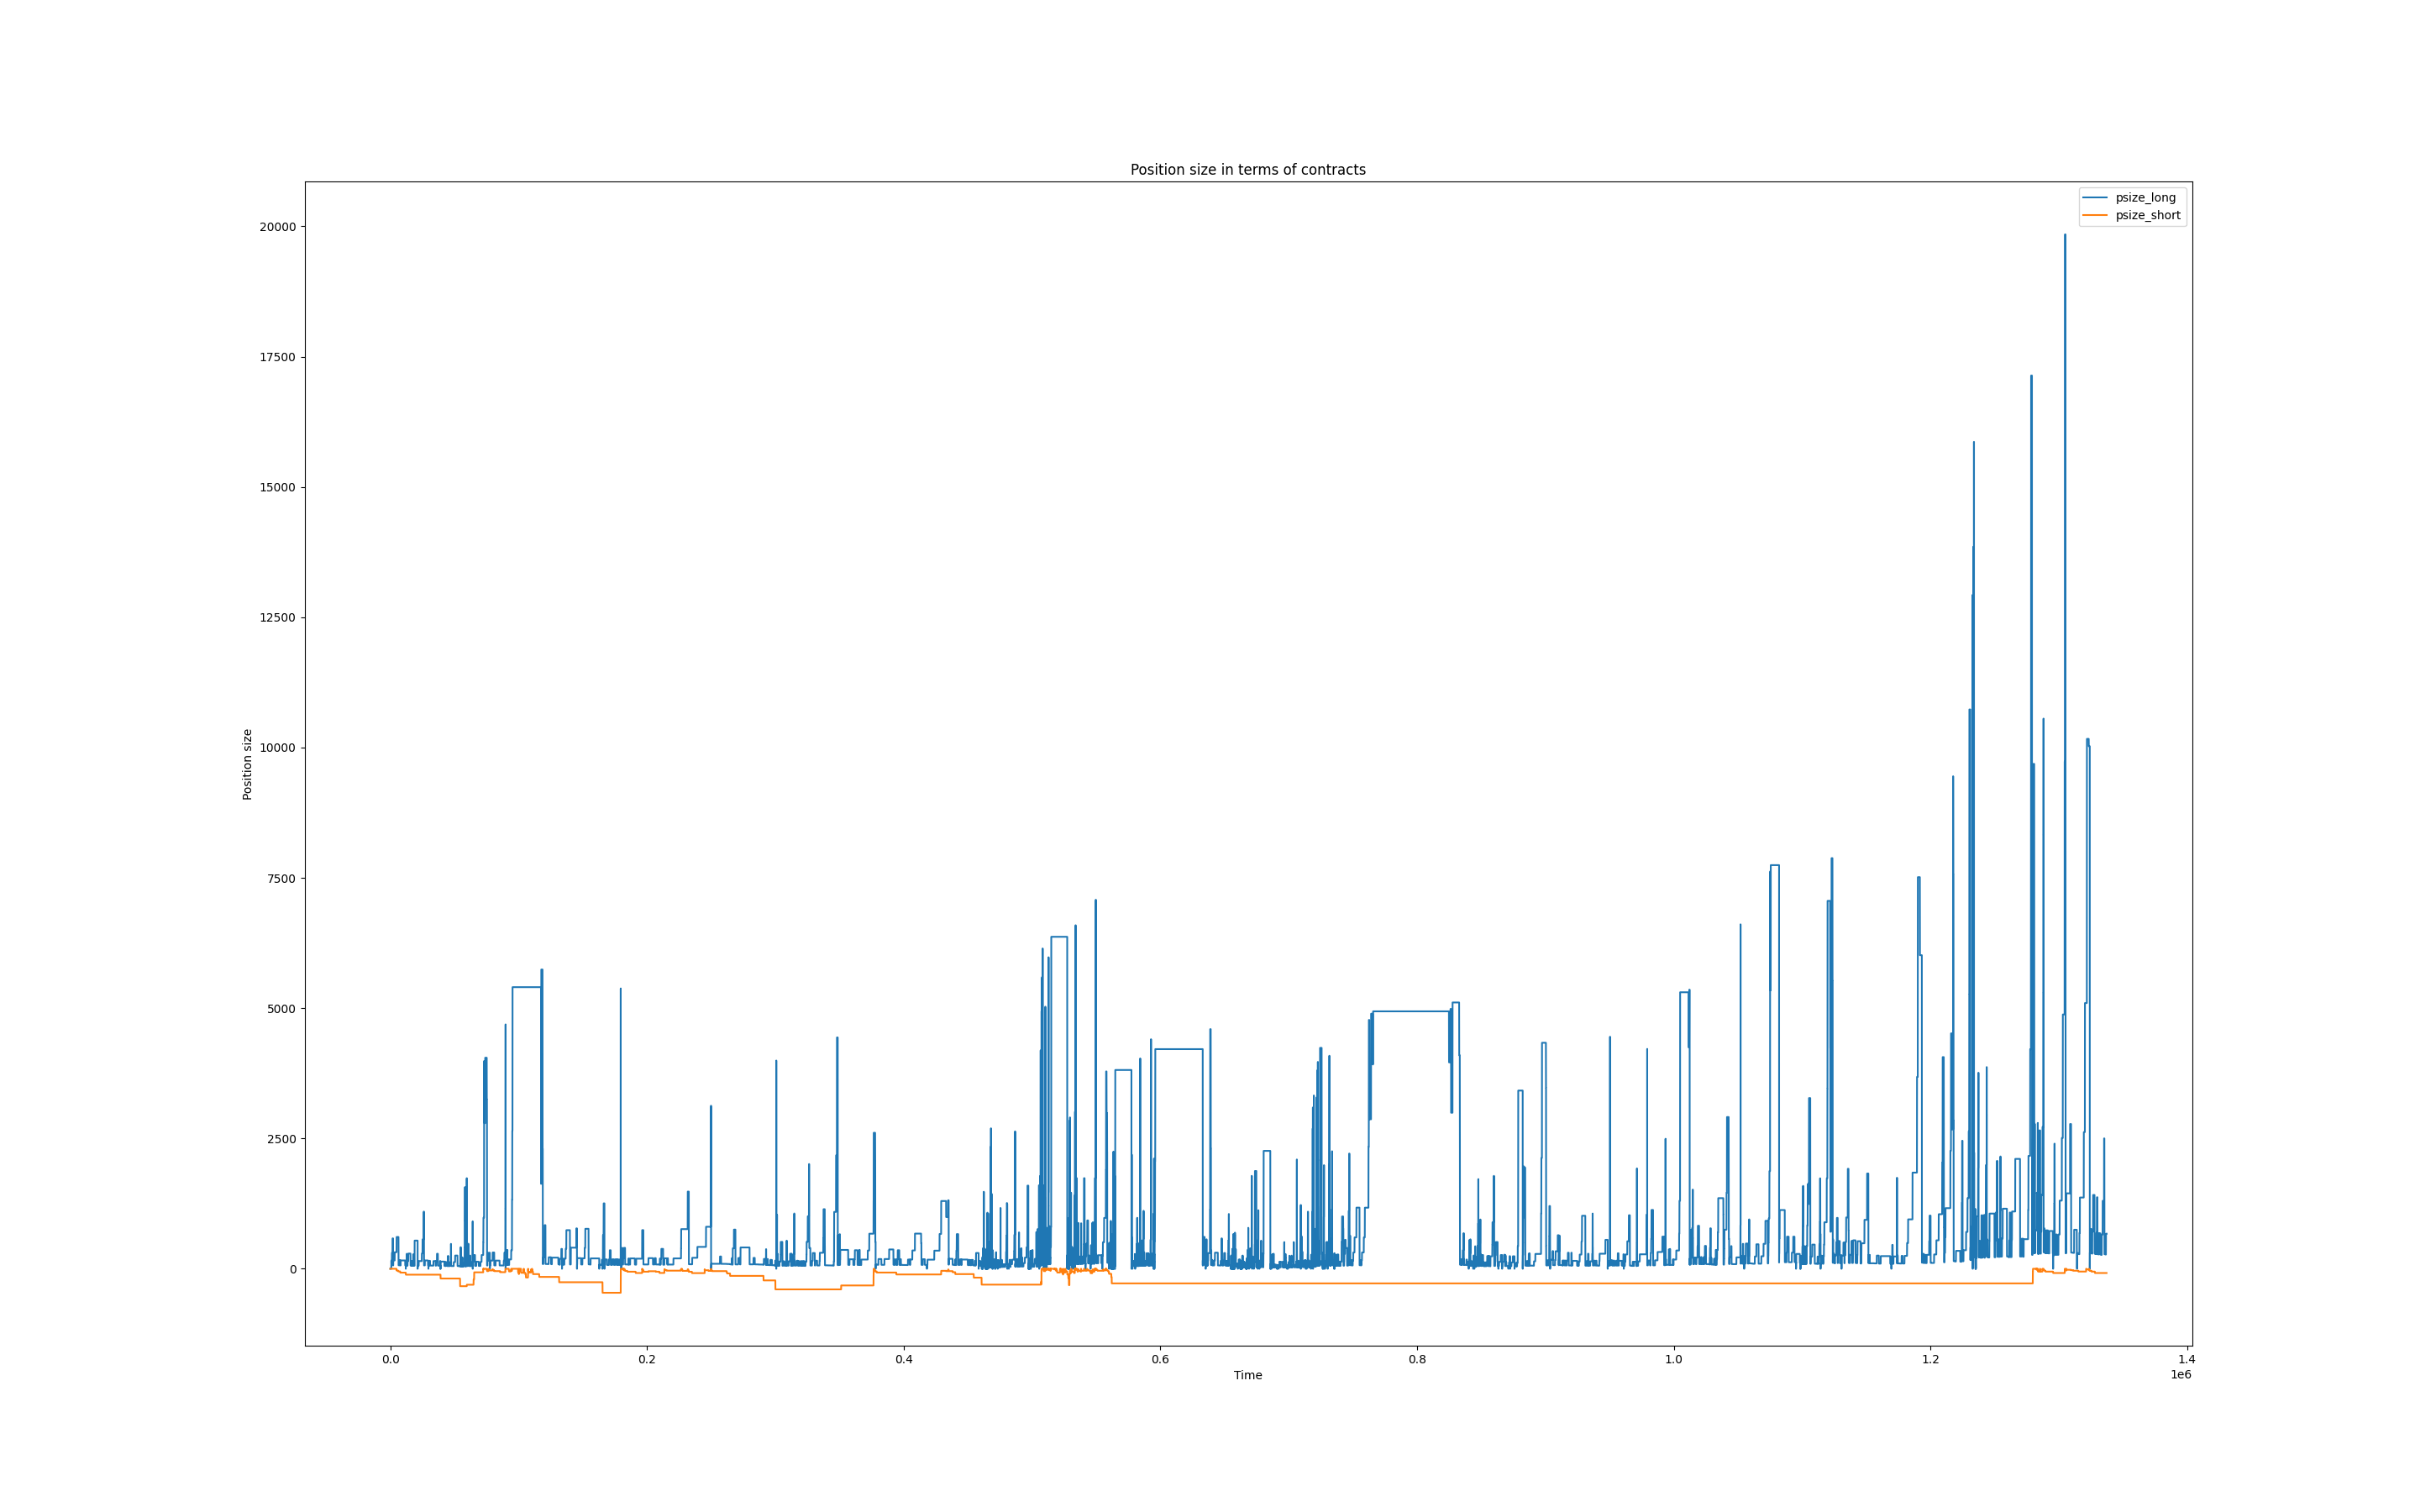 Position size in terms of contracts
psize_long
psize_short
20000
17500
15000
12500
10000
7500
5000
2500
0
Position size
0.0 0.2 0.4 0.6 0.8 1.0 1.2 1.4
Time
1e6